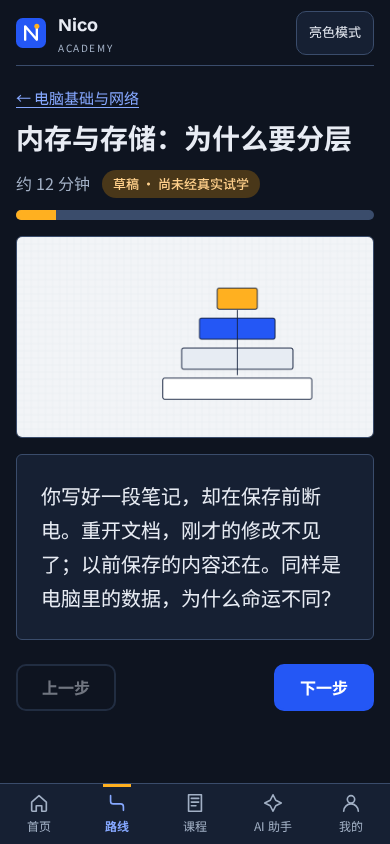 Nico
ACADEMY
亮色模式
← 电脑基础与网络
内存与存储：为什么要分层
约 12 分钟
草稿 · 尚未经真实试学
你写好一段笔记，却在保存前断
电。重开文档，刚才的修改不见
了；以前保存的内容还在。同样是
电脑里的数据，为什么命运不同？
上一步
下一步
首页
路线
课程
AI 助手
我的